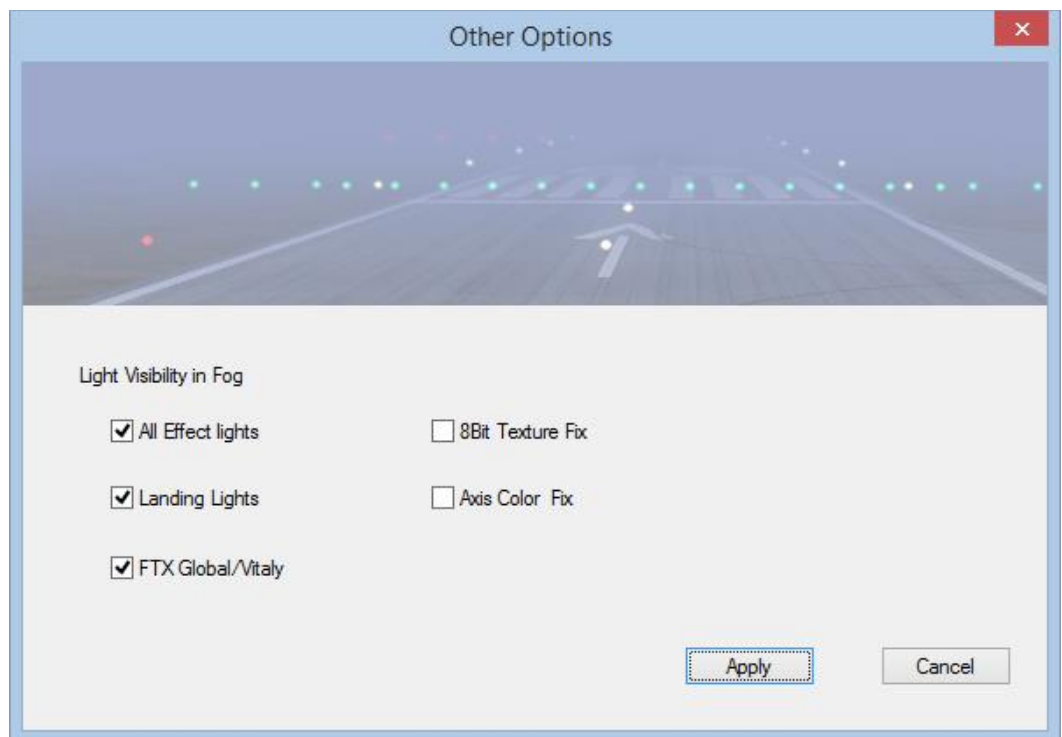 Other Options
Light Visibility in Fog
All Effect lights
8Bit Texture Fix
Landing Lights
Axis Color Fix
FTX Global/Vitaly
Apply
Cancel